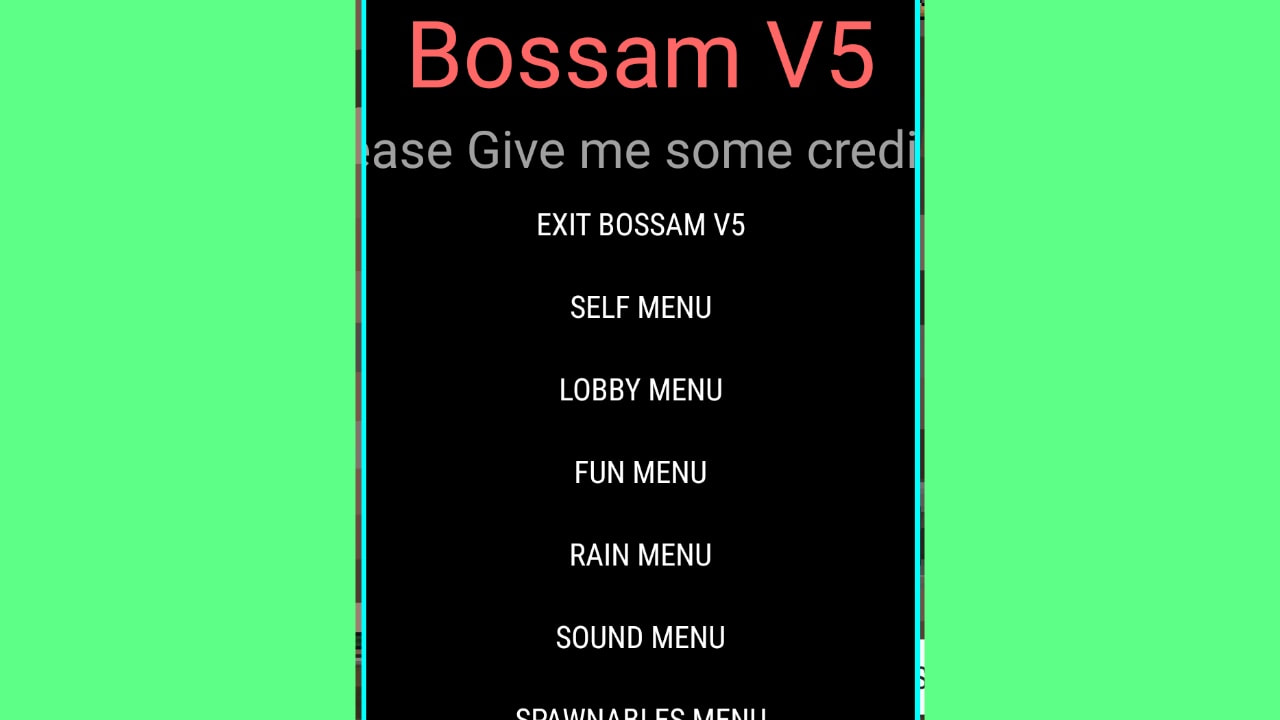 Bossam V5
ease Give me some credi
EXIT BOSSAM V5
SELF MENU
LOBBY MENU
FUN MENU
RAIN MENU
SOUND MENU
SPAWNABLES MENU